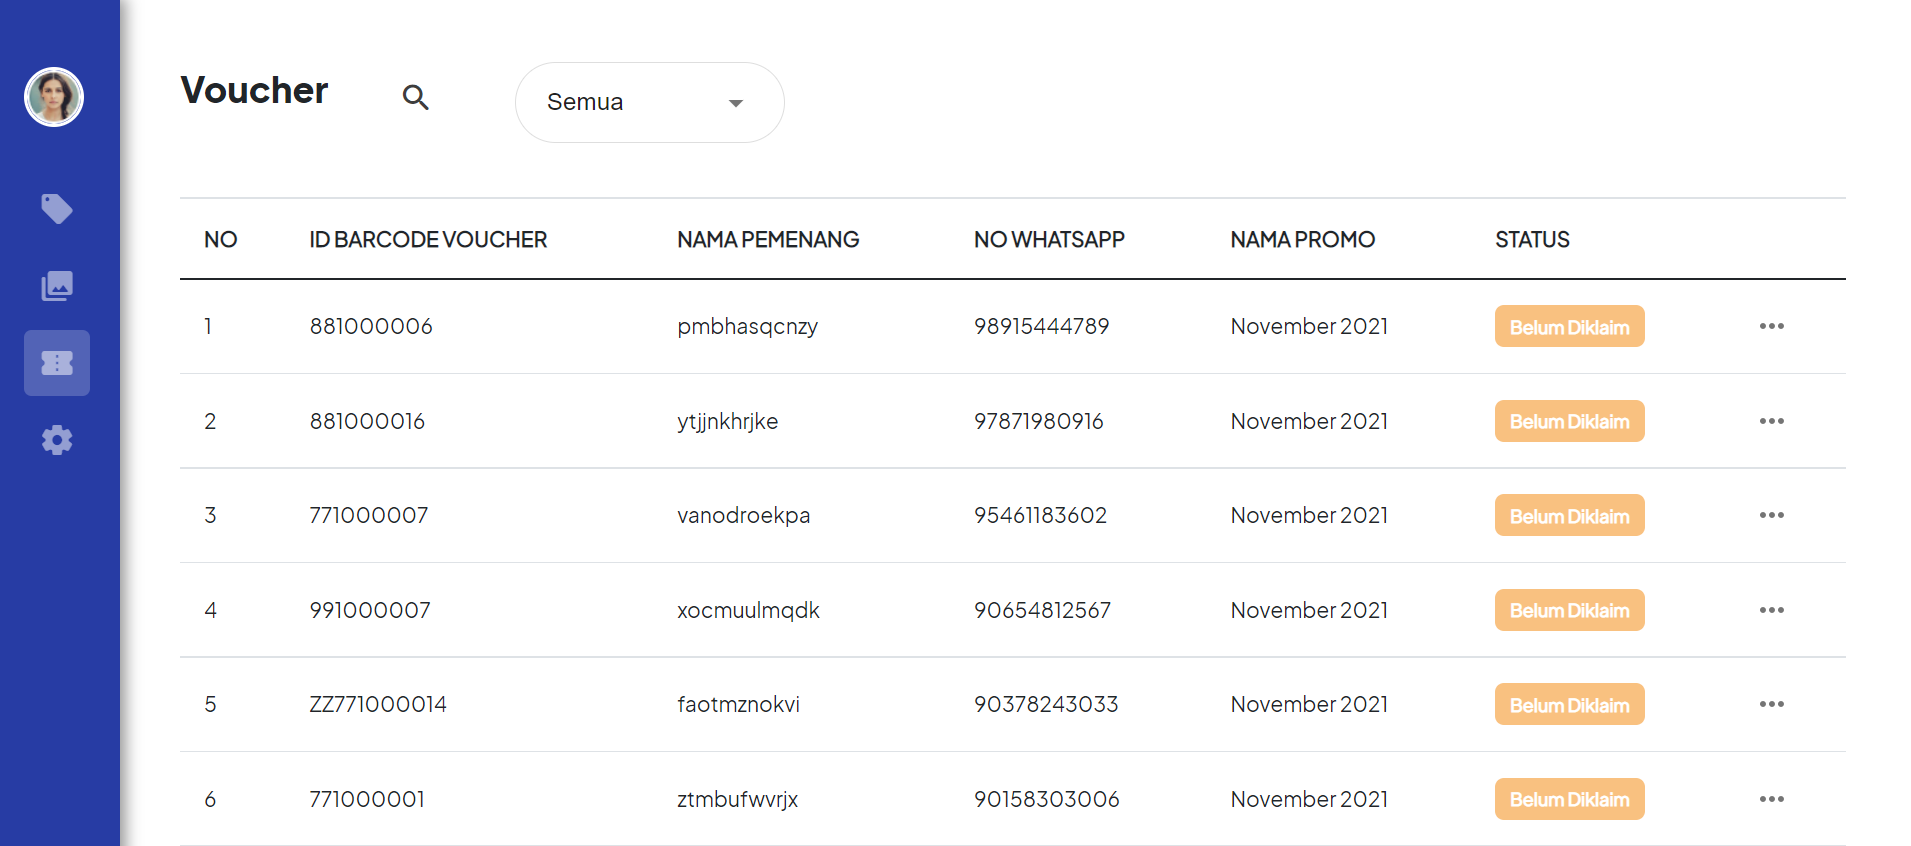 Voucher
Semua
NO ID BARCODE VOUCHER NAMA PEMENANG NO WHATSAPP NAMA PROMO STATUS
1 881000006 pmbhasqcnzy 98915444789 November 2021 Belum Diklaim
2 881000016 ytjjnkhrjke 97871980916 November 2021 Belum Diklaim
3 771000007 vanodroekpa 95461183602 November 2021 Belum Diklaim
4 991000007 xocmuulmqdk 90654812567 November 2021 Belum Diklaim
5 ZZ771000014 faotmznokvi 90378243033 November 2021 Belum Diklaim
6 771000001 ztmbufwvrjx 90158303006 November 2021 Belum Diklaim